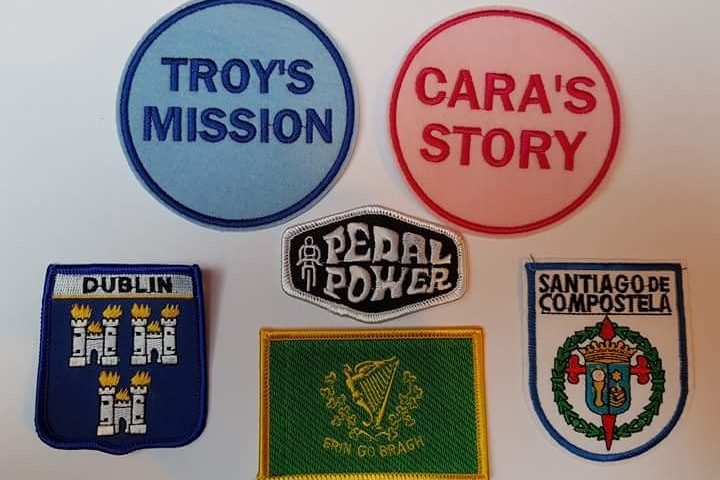 TROY'S
MISSION
CARA'S
STORY
PEDAL
POWER
DUBLIN
SANTIAGO DE
COMPOSTELA
ERIN GO BRAGH